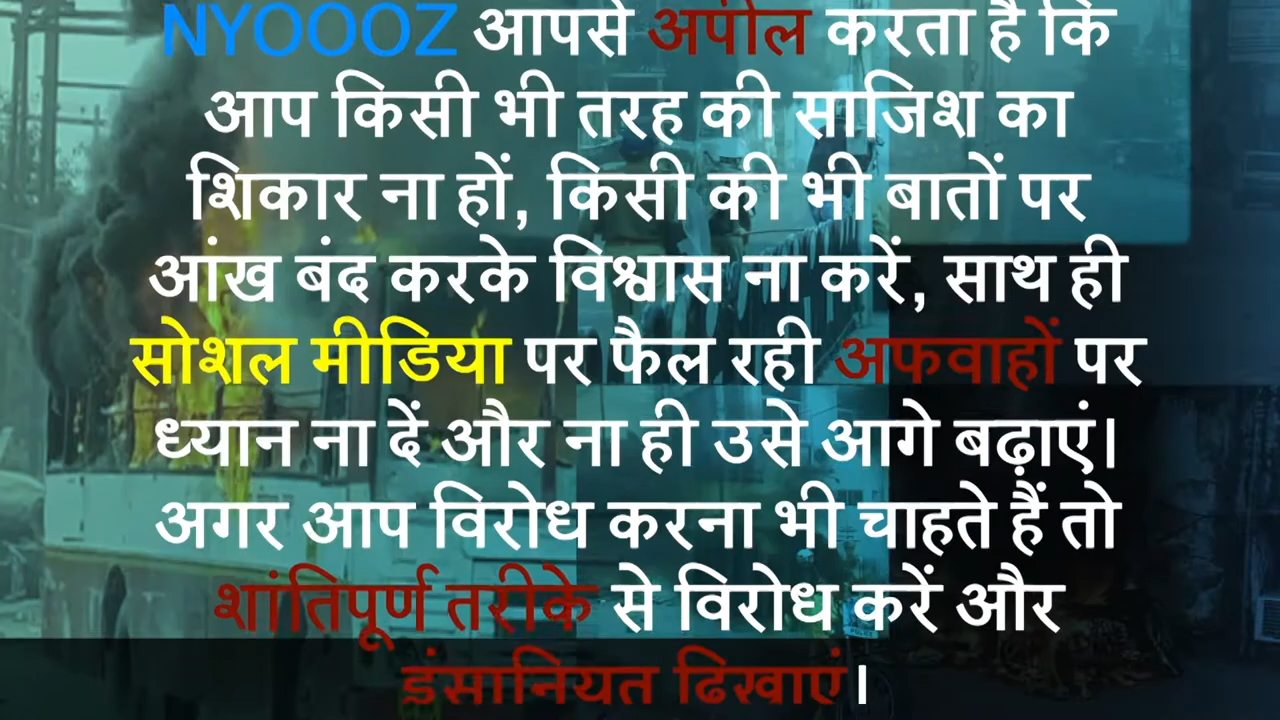 NYOOOZ आपसे अपील करता है कि
आप किसी भी तरह की साजिश का
शिकार ना हों, किसी की भी बातों पर
आंख बंद करके विश्वास ना करें, साथ ही
सोशल मीडिया पर फैल रही अफवाहों पर
ध्यान ना दें और ना ही उसे आगे बढ़ाएं।
अगर आप विरोध करना भी चाहते हैं तो
शांतिपूर्ण तरीके से विरोध करें और
इंसानियत दिखाएं।